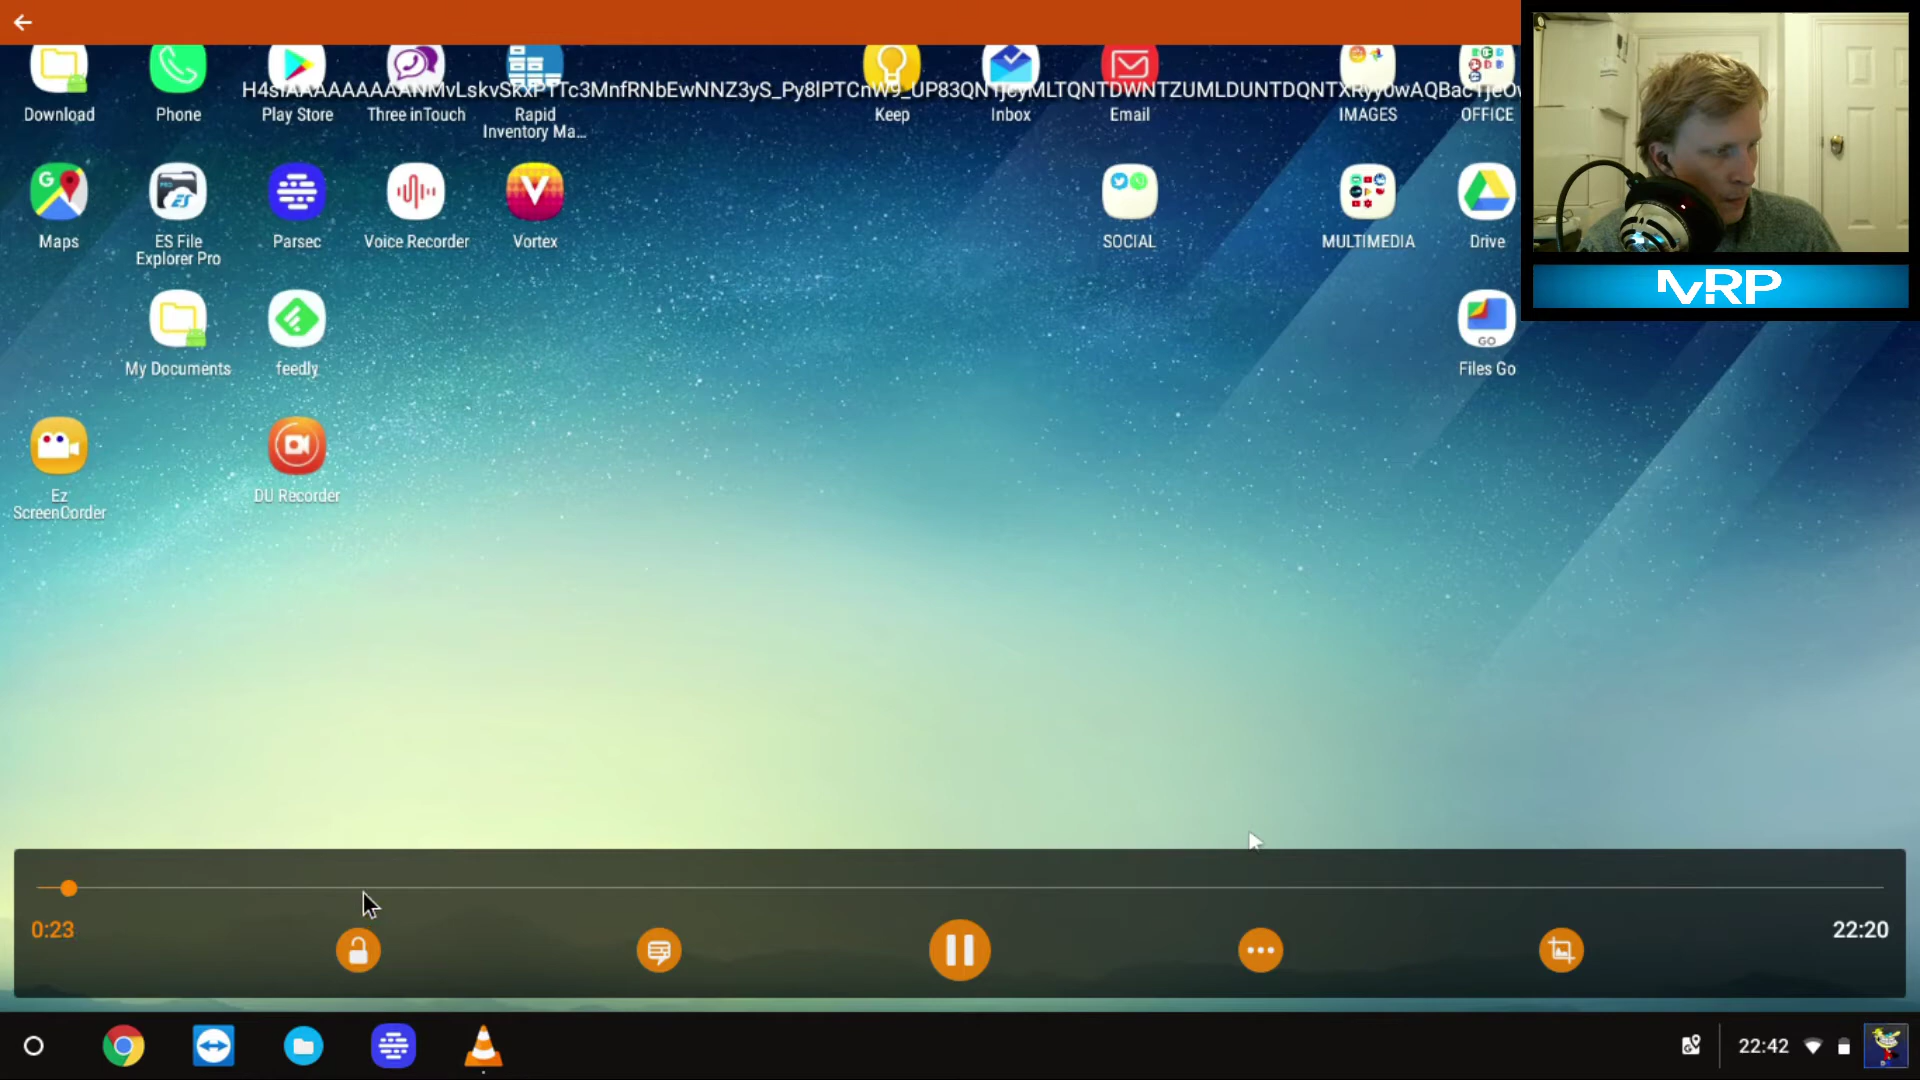 Download
Phone
Play Store
Three inTouch
Rapid
Inventory Ma...
Keep
Inbox
Email
IMAGES
OFFICE
Maps
ES File
Explorer Pro
Parsec
Voice Recorder
Vortex
SOCIAL
MULTIMEDIA
Drive
My Documents
feedly
GO
Files Go
Ez
ScreenCorder
DU Recorder
MRP
0:23
22:20
22:42